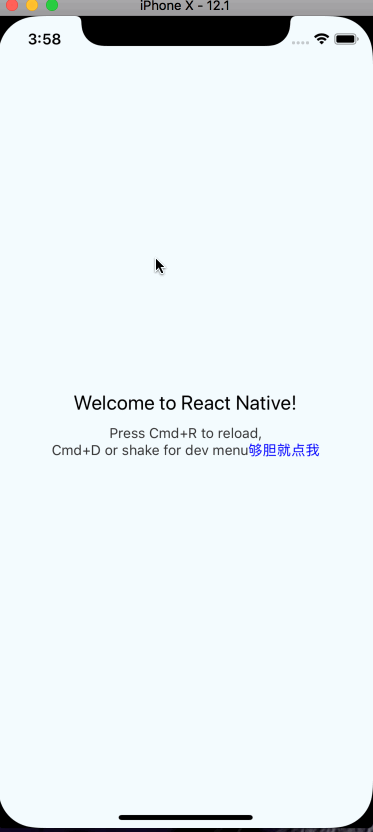 iPhone X - 12.1
3:58
Welcome to React Native!
Press Cmd+R to reload,
Cmd+D or shake for dev menu够胆就点我